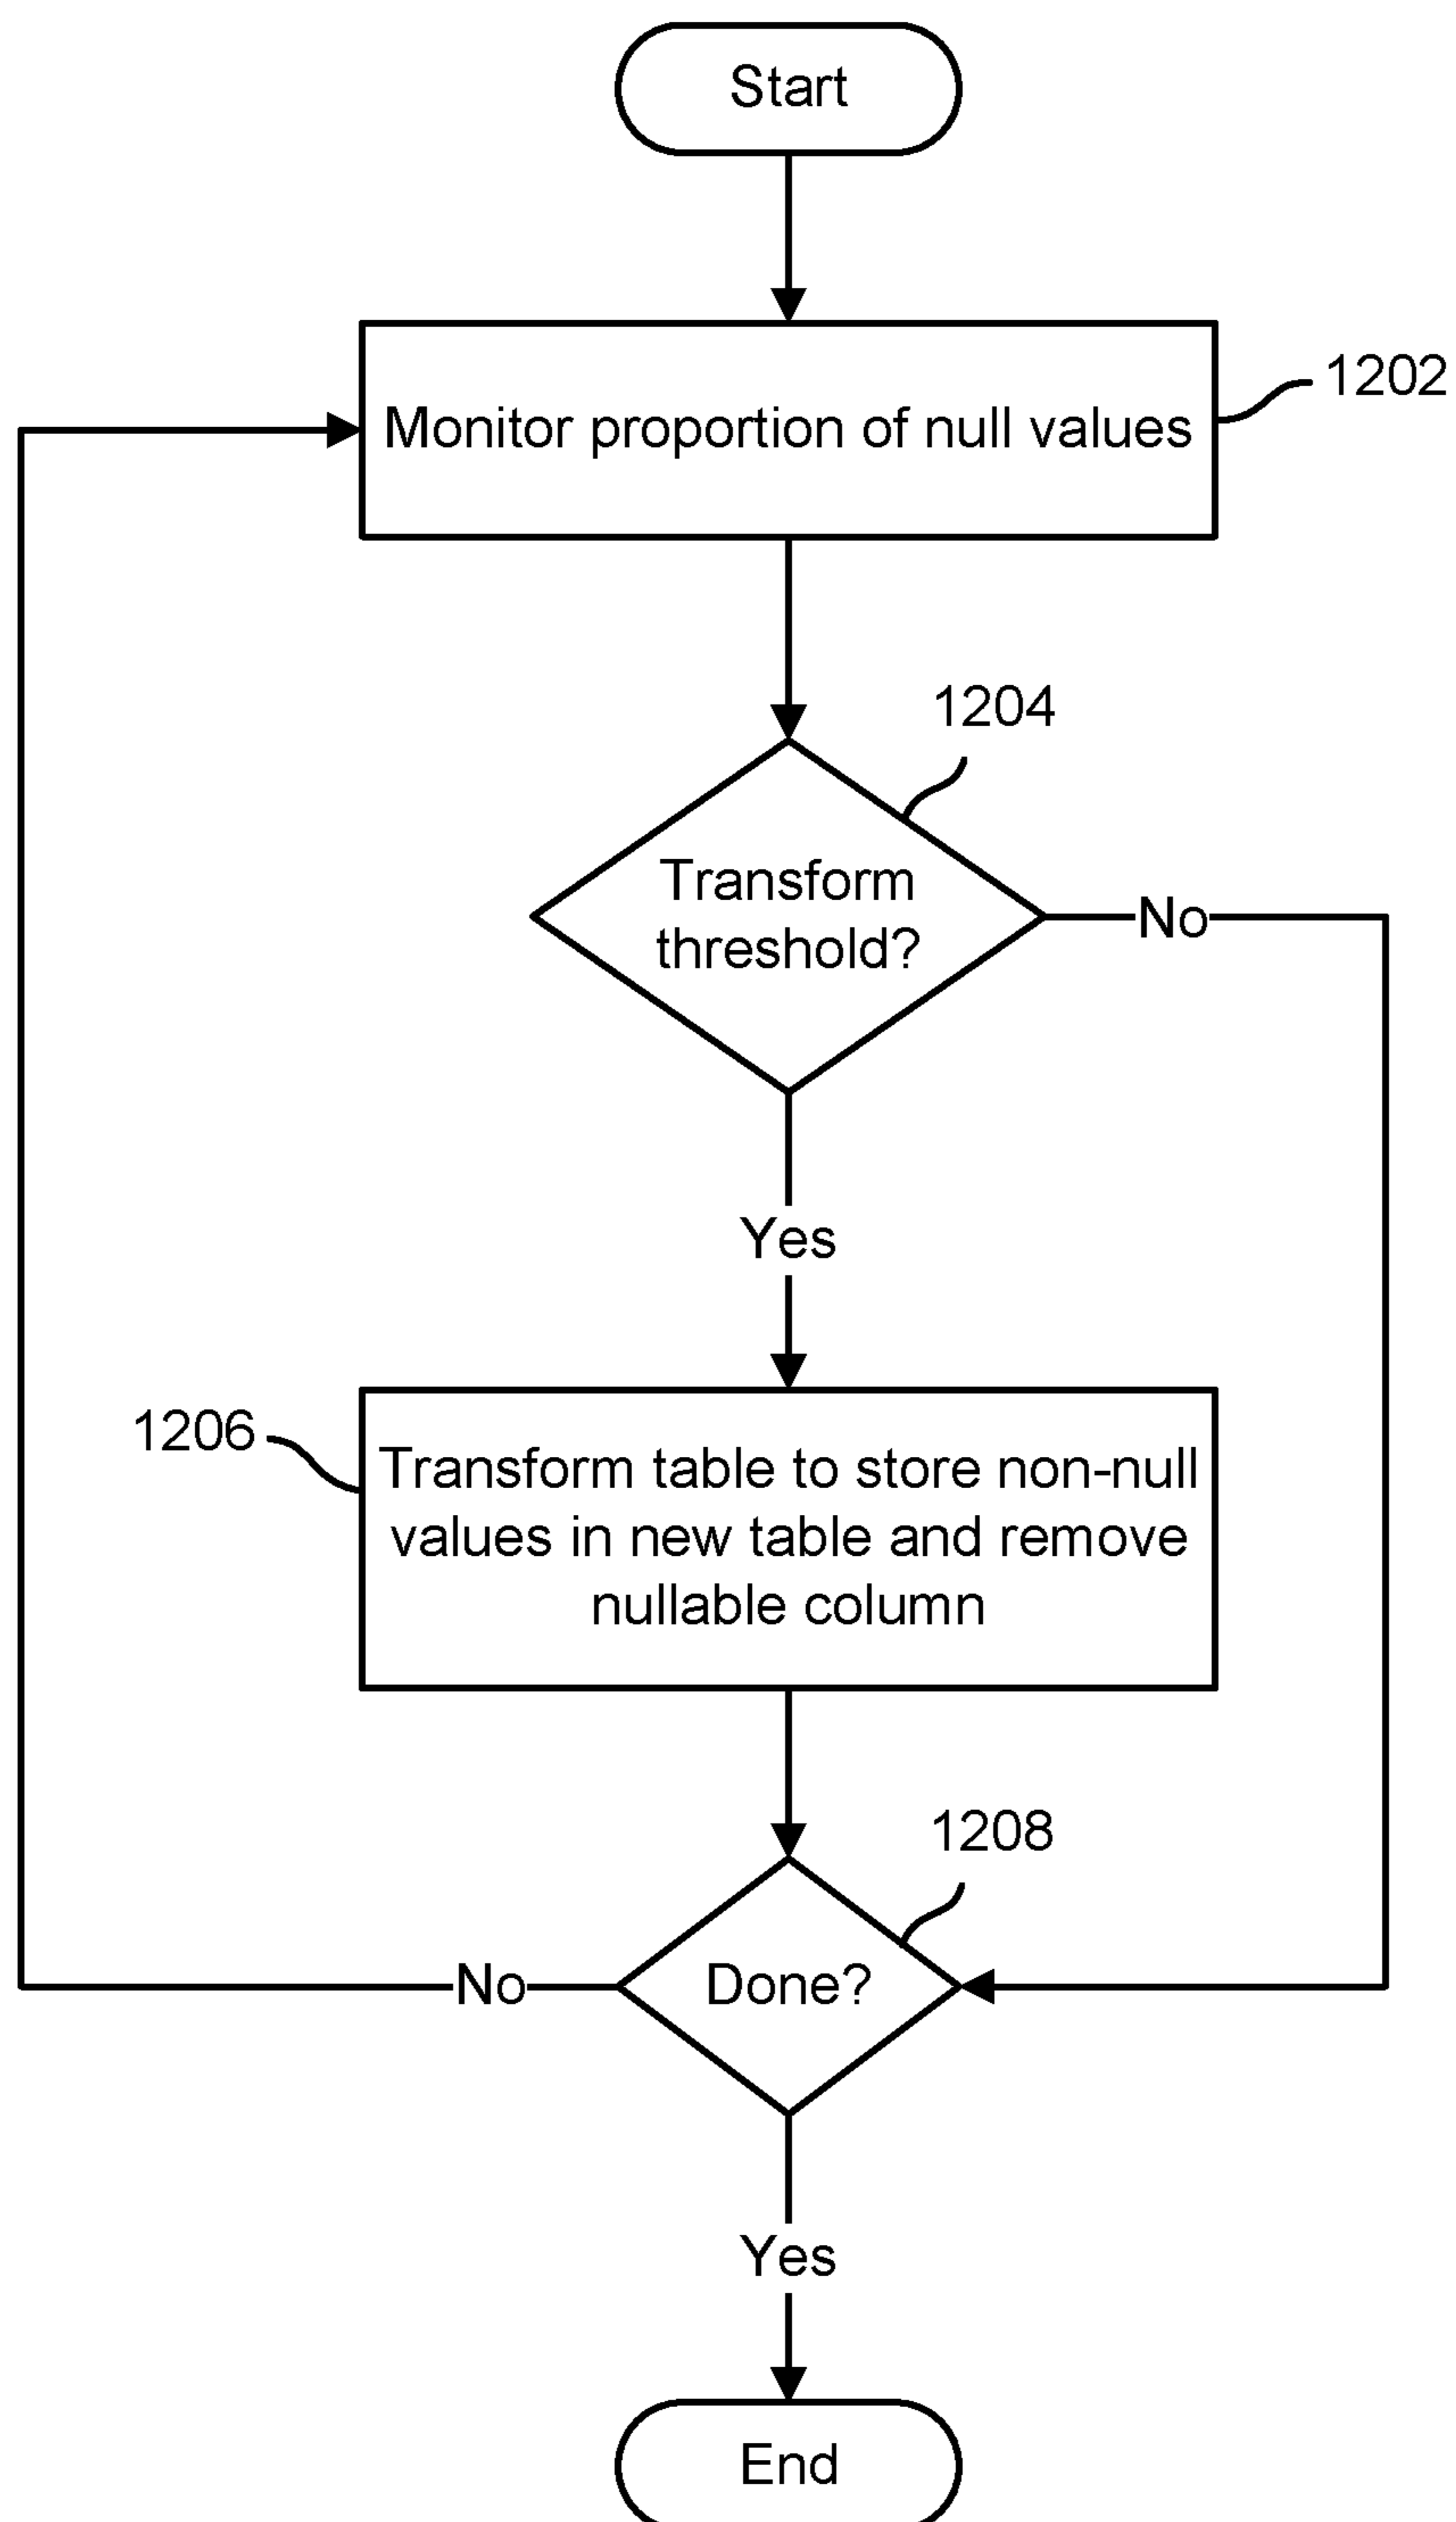 Start
Monitor proportion of null values
1202
1204
Transform
threshold?
No
Yes
1206
Transform table to store non-null
values in new table and remove
nullable column
1208
Done?
No
Yes
End